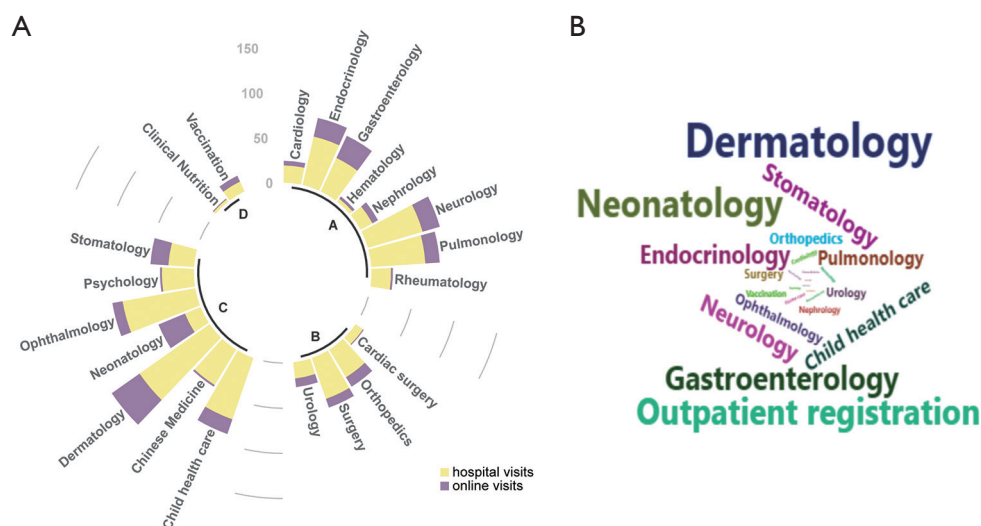 A
150
100
50
0
Cardiology
Endocrinology
Gastroenterology
Hematology
Nephrology
Neurology
Pulmonology
Rheumatology
A
Cardiac surgery
Orthopedics
Surgery
Urology
B
Child health care
Chinese Medicine
Dermatology
Neonatology
Ophthalmology
Psychology
Stomatology
C
Clinical Nutrition
Vaccination
D
hospital visits
online visits
B
Dermatology
Stomatology
Neonatology
Orthopedics
Endocrinology
Cardiology
Pulmonology
Surgery
Vaccination
Urology
Ophthalmology
Nephrology
Neurology
Child health care
Gastroenterology
Outpatient registration